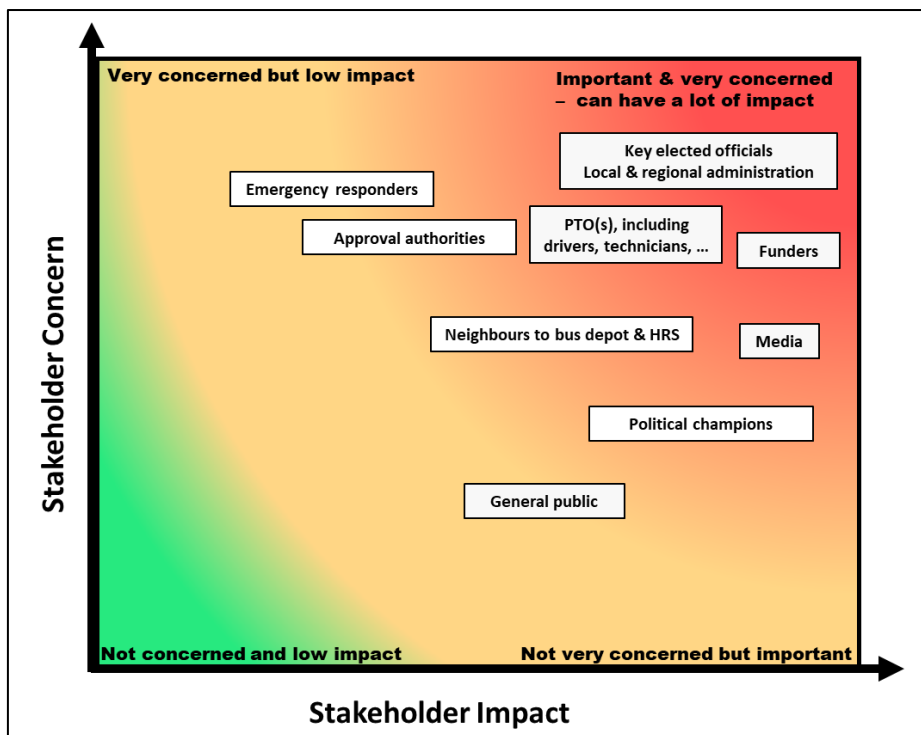 Very concerned but low impact
Important & very concerned
– can have a lot of impact
Key elected officials
Local & regional administration
Emergency responders
PTO(s), including
drivers, technicians, ...
Approval authorities
Funders
Neighbours to bus depot & HRS
Media
Political champions
General public
Stakeholder Concern
Not concerned and low impact
Not very concerned but important
Stakeholder Impact